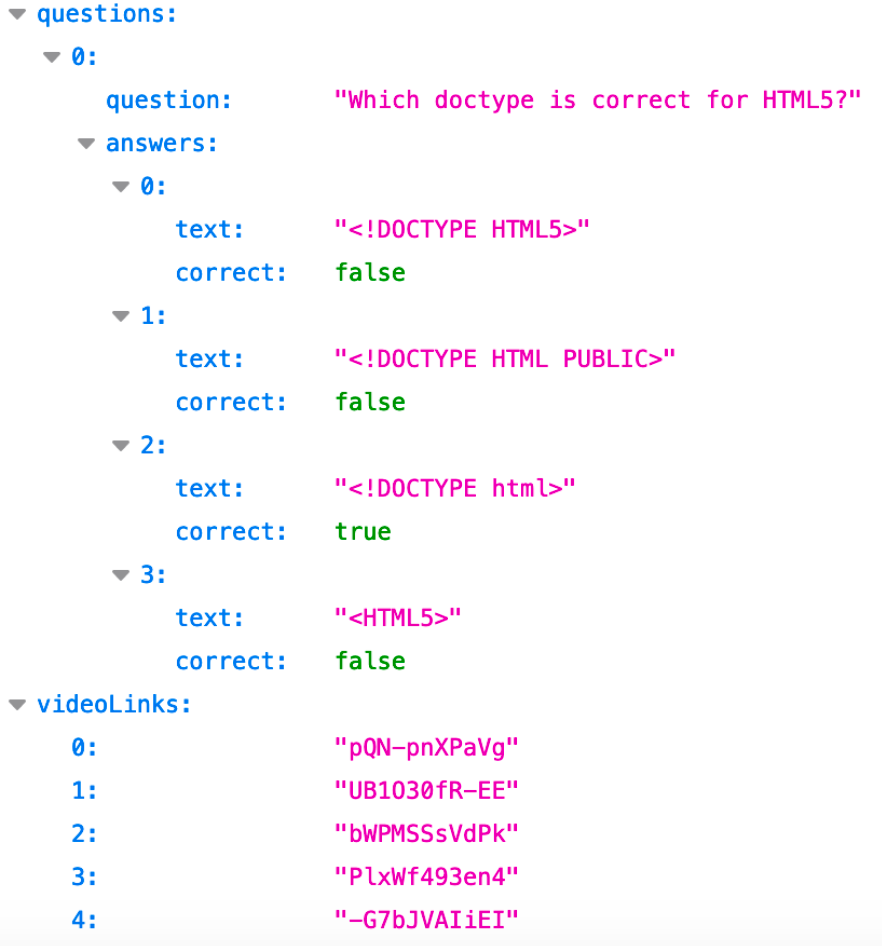 questions:
0:
question: "Which doctype is correct for HTML5?"
answers:
0:
text: "<!DOCTYPE HTML5>"
correct: false
1:
text: "<!DOCTYPE HTML PUBLIC>"
correct: false
2:
text: "<!DOCTYPE html>"
correct: true
3:
text: "<HTML5>"
correct: false
videoLinks:
0: "pQN-pnXPaVg"
1: "UB1O30fR-EE"
2: "bWPMSSsVdPk"
3: "PlxWf493en4"
4: "-G7bJVAIiEI"